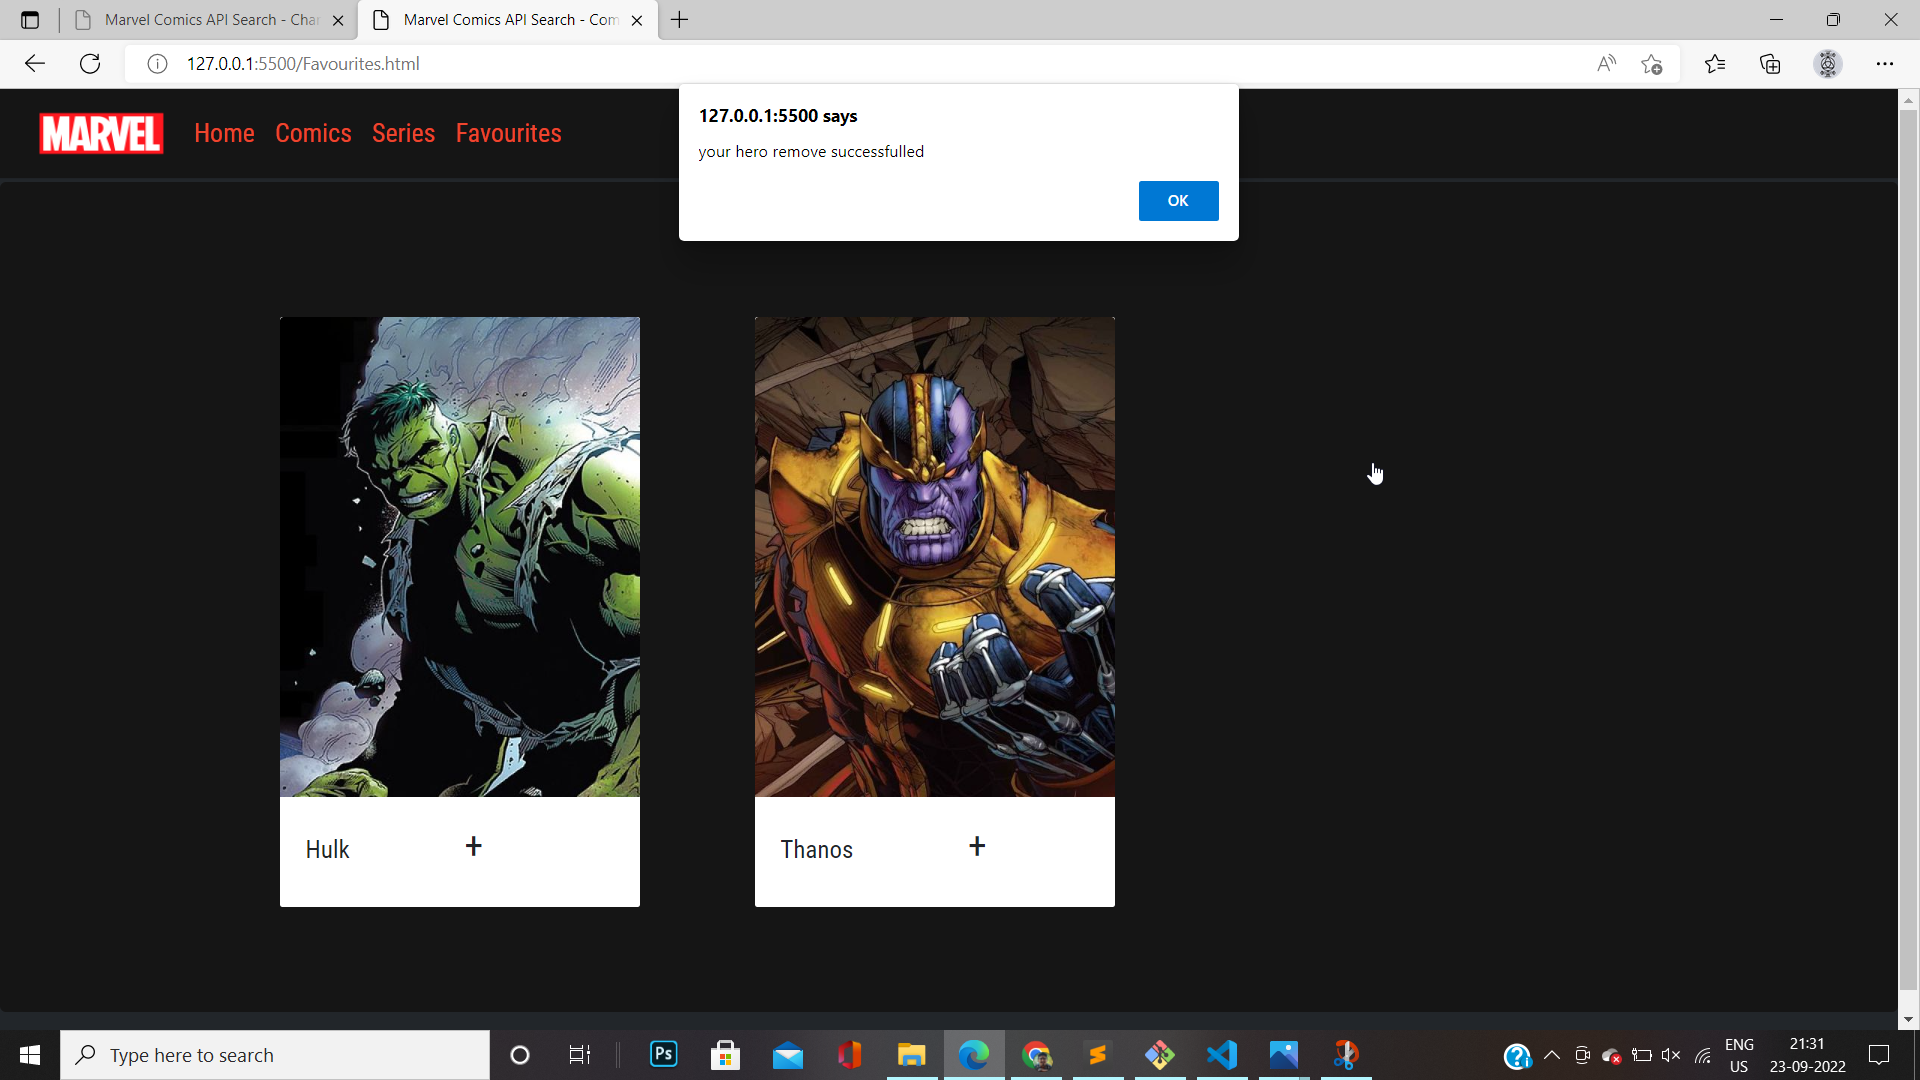 Marvel Comics API Search - Cha
Marvel Comics API Search - Com
127.0.0.1:5500/Favourites.html
MARVEL
Home Comics Series Favourites
127.0.0.1:5500 says
your hero remove successfulled
OK
Hulk +
Thanos +
Type here to search
Ps
ENG
US
21:31
23-09-2022